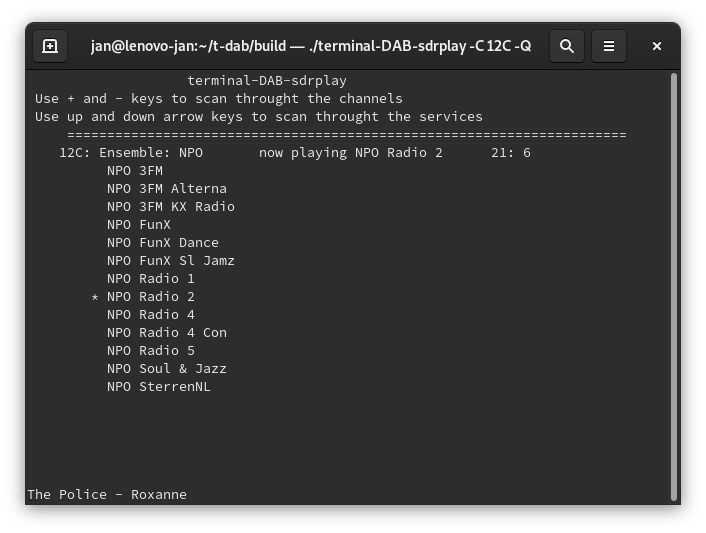 jan@lenovo-jan:~/t-dab/build — ./terminal-DAB-sdrplay -C 12C -Q
terminal-DAB-sdrplay
Use + and - keys to scan throught the channels
Use up and down arrow keys to scan throught the services
======================================================================
12C: Ensemble: NPO now playing NPO Radio 2 21: 6
NPO 3FM
NPO 3FM Alterna
NPO 3FM KX Radio
NPO FunX
NPO FunX Dance
NPO FunX Sl Jamz
NPO Radio 1
* NPO Radio 2
NPO Radio 4
NPO Radio 4 Con
NPO Radio 5
NPO Soul & Jazz
NPO SterrenNL
The Police - Roxanne